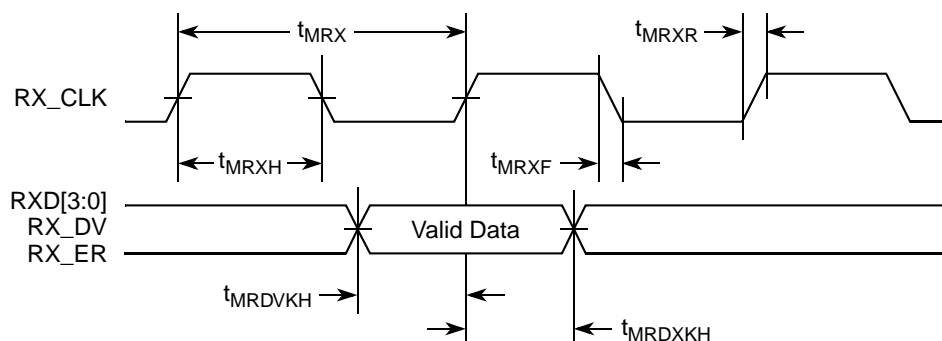 tMRX
tMRXR
RX_CLK
tMRXH
tMRXF
RXD[3:0]
RX_DV
Valid Data
RX_ER
tMRDVKH
tMRDXKH